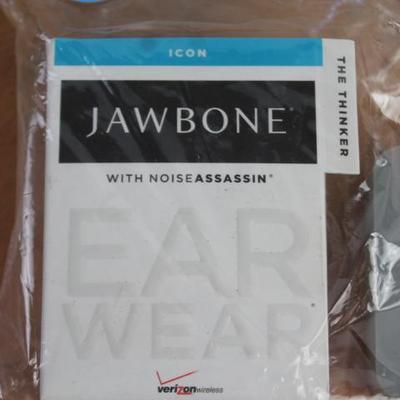 ICON
JAWBONE®
THE THINKER
WITH NOISEASSASSIN®
EAR
WEAR
verizonwireless